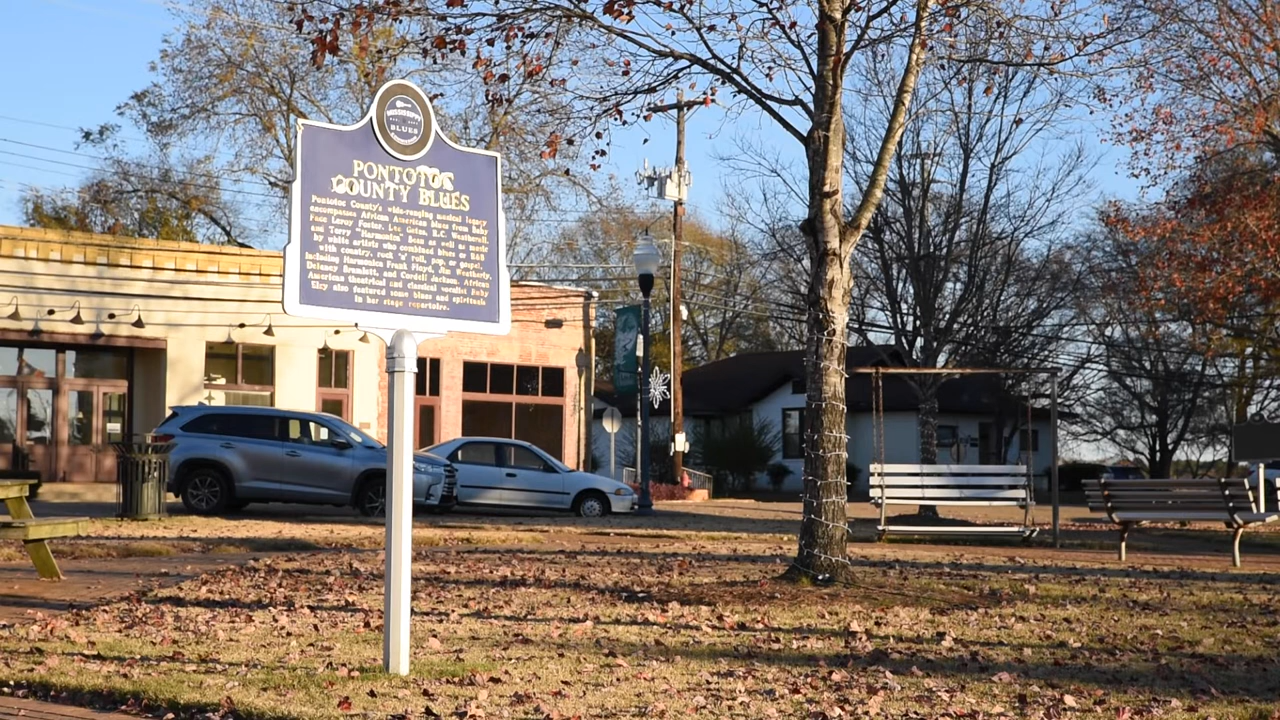 MISSISSIPPI
BLUES
PONTOTOC
COUNTY BLUES
Pontotoc County's wide-ranging musical legacy
encompasses African American blues from Baby
Face Leroy Foster, Lee Gates, R.C. Weatherall,
and Terry "Harmonica" Bean as well as music
by white artists who combined blues or R&B
with country, rock 'n' roll, pop, or gospel,
including Harmonica Frank Floyd, Jim Weatherly,
Delaney Bramlett, and Cordell Jackson. African
American theatrical and classical vocalist Ruby
Elzy also featured some blues and spirituals
in her stage repertoire.